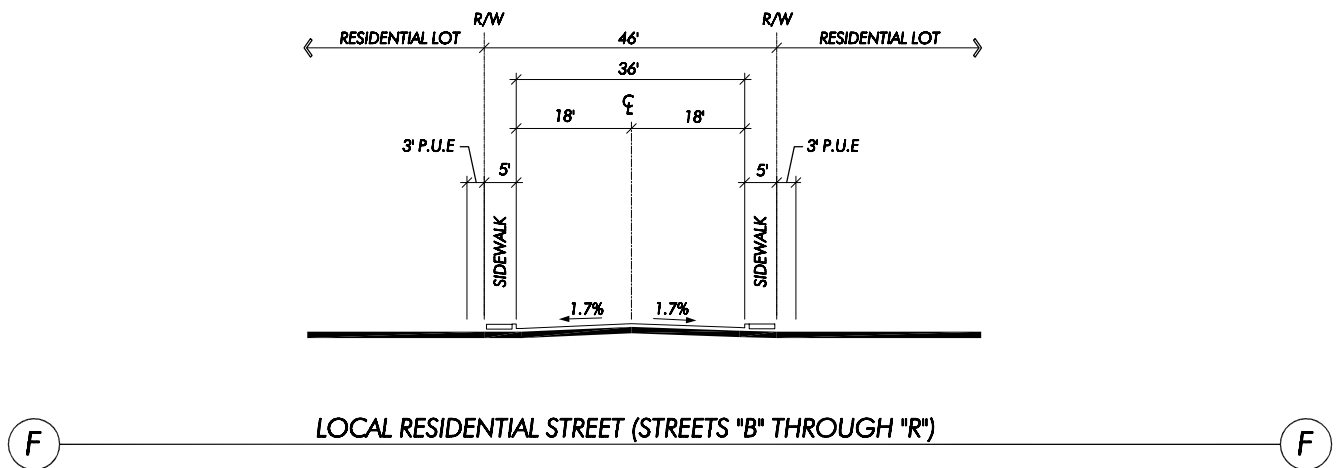 R/W R/W
RESIDENTIAL LOT 46' RESIDENTIAL LOT
36'
℄
18' 18'
3' P.U.E 3' P.U.E
5' 5'
SIDEWALK SIDEWALK
1.7% 1.7%
LOCAL RESIDENTIAL STREET (STREETS "B" THROUGH "R")
F F